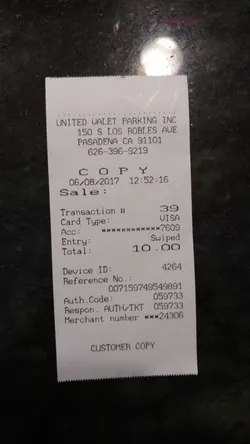 UNITED VALET PARKING INC
150 S LOS ROBLES AVE
PASADENA CA 91101
626-396-9219
COPY
06/08/2017 12:52:16
Sale:
Transaction # 39
Card Type: VISA
Acc: ************7609
Entry: Swiped
Total: 10.00
Device ID: 4264
Reference No.:
007159749549891
Auth.Code: 059733
Respon. AUTH/TKT 059733
Merchant number ***24306
CUSTOMER COPY